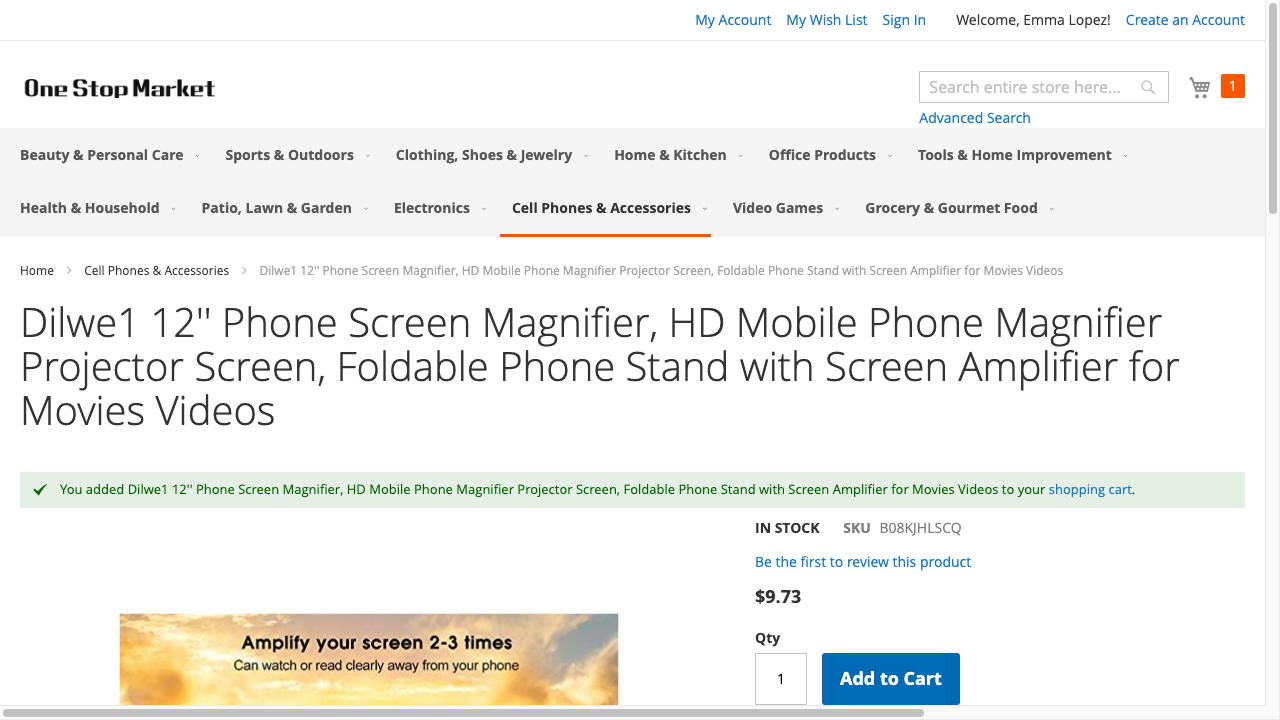 My Account My Wish List Sign In Welcome, Emma Lopez! Create an Account
One Stop Market
Search entire store here...
1
Advanced Search
Beauty & Personal Care Sports & Outdoors Clothing, Shoes & Jewelry Home & Kitchen Office Products Tools & Home Improvement
Health & Household Patio, Lawn & Garden Electronics Cell Phones & Accessories Video Games Grocery & Gourmet Food
Home Cell Phones & Accessories Dilwe1 12'' Phone Screen Magnifier, HD Mobile Phone Magnifier Projector Screen, Foldable Phone Stand with Screen Amplifier for Movies Videos
Dilwe1 12'' Phone Screen Magnifier, HD Mobile Phone Magnifier
Projector Screen, Foldable Phone Stand with Screen Amplifier for
Movies Videos
You added Dilwe1 12'' Phone Screen Magnifier, HD Mobile Phone Magnifier Projector Screen, Foldable Phone Stand with Screen Amplifier for Movies Videos to your shopping cart.
IN STOCK SKU B08KJHLSCQ
Be the first to review this product
$9.73
Qty
1 Add to Cart
Amplify your screen 2-3 times
Can watch or read clearly away from your phone